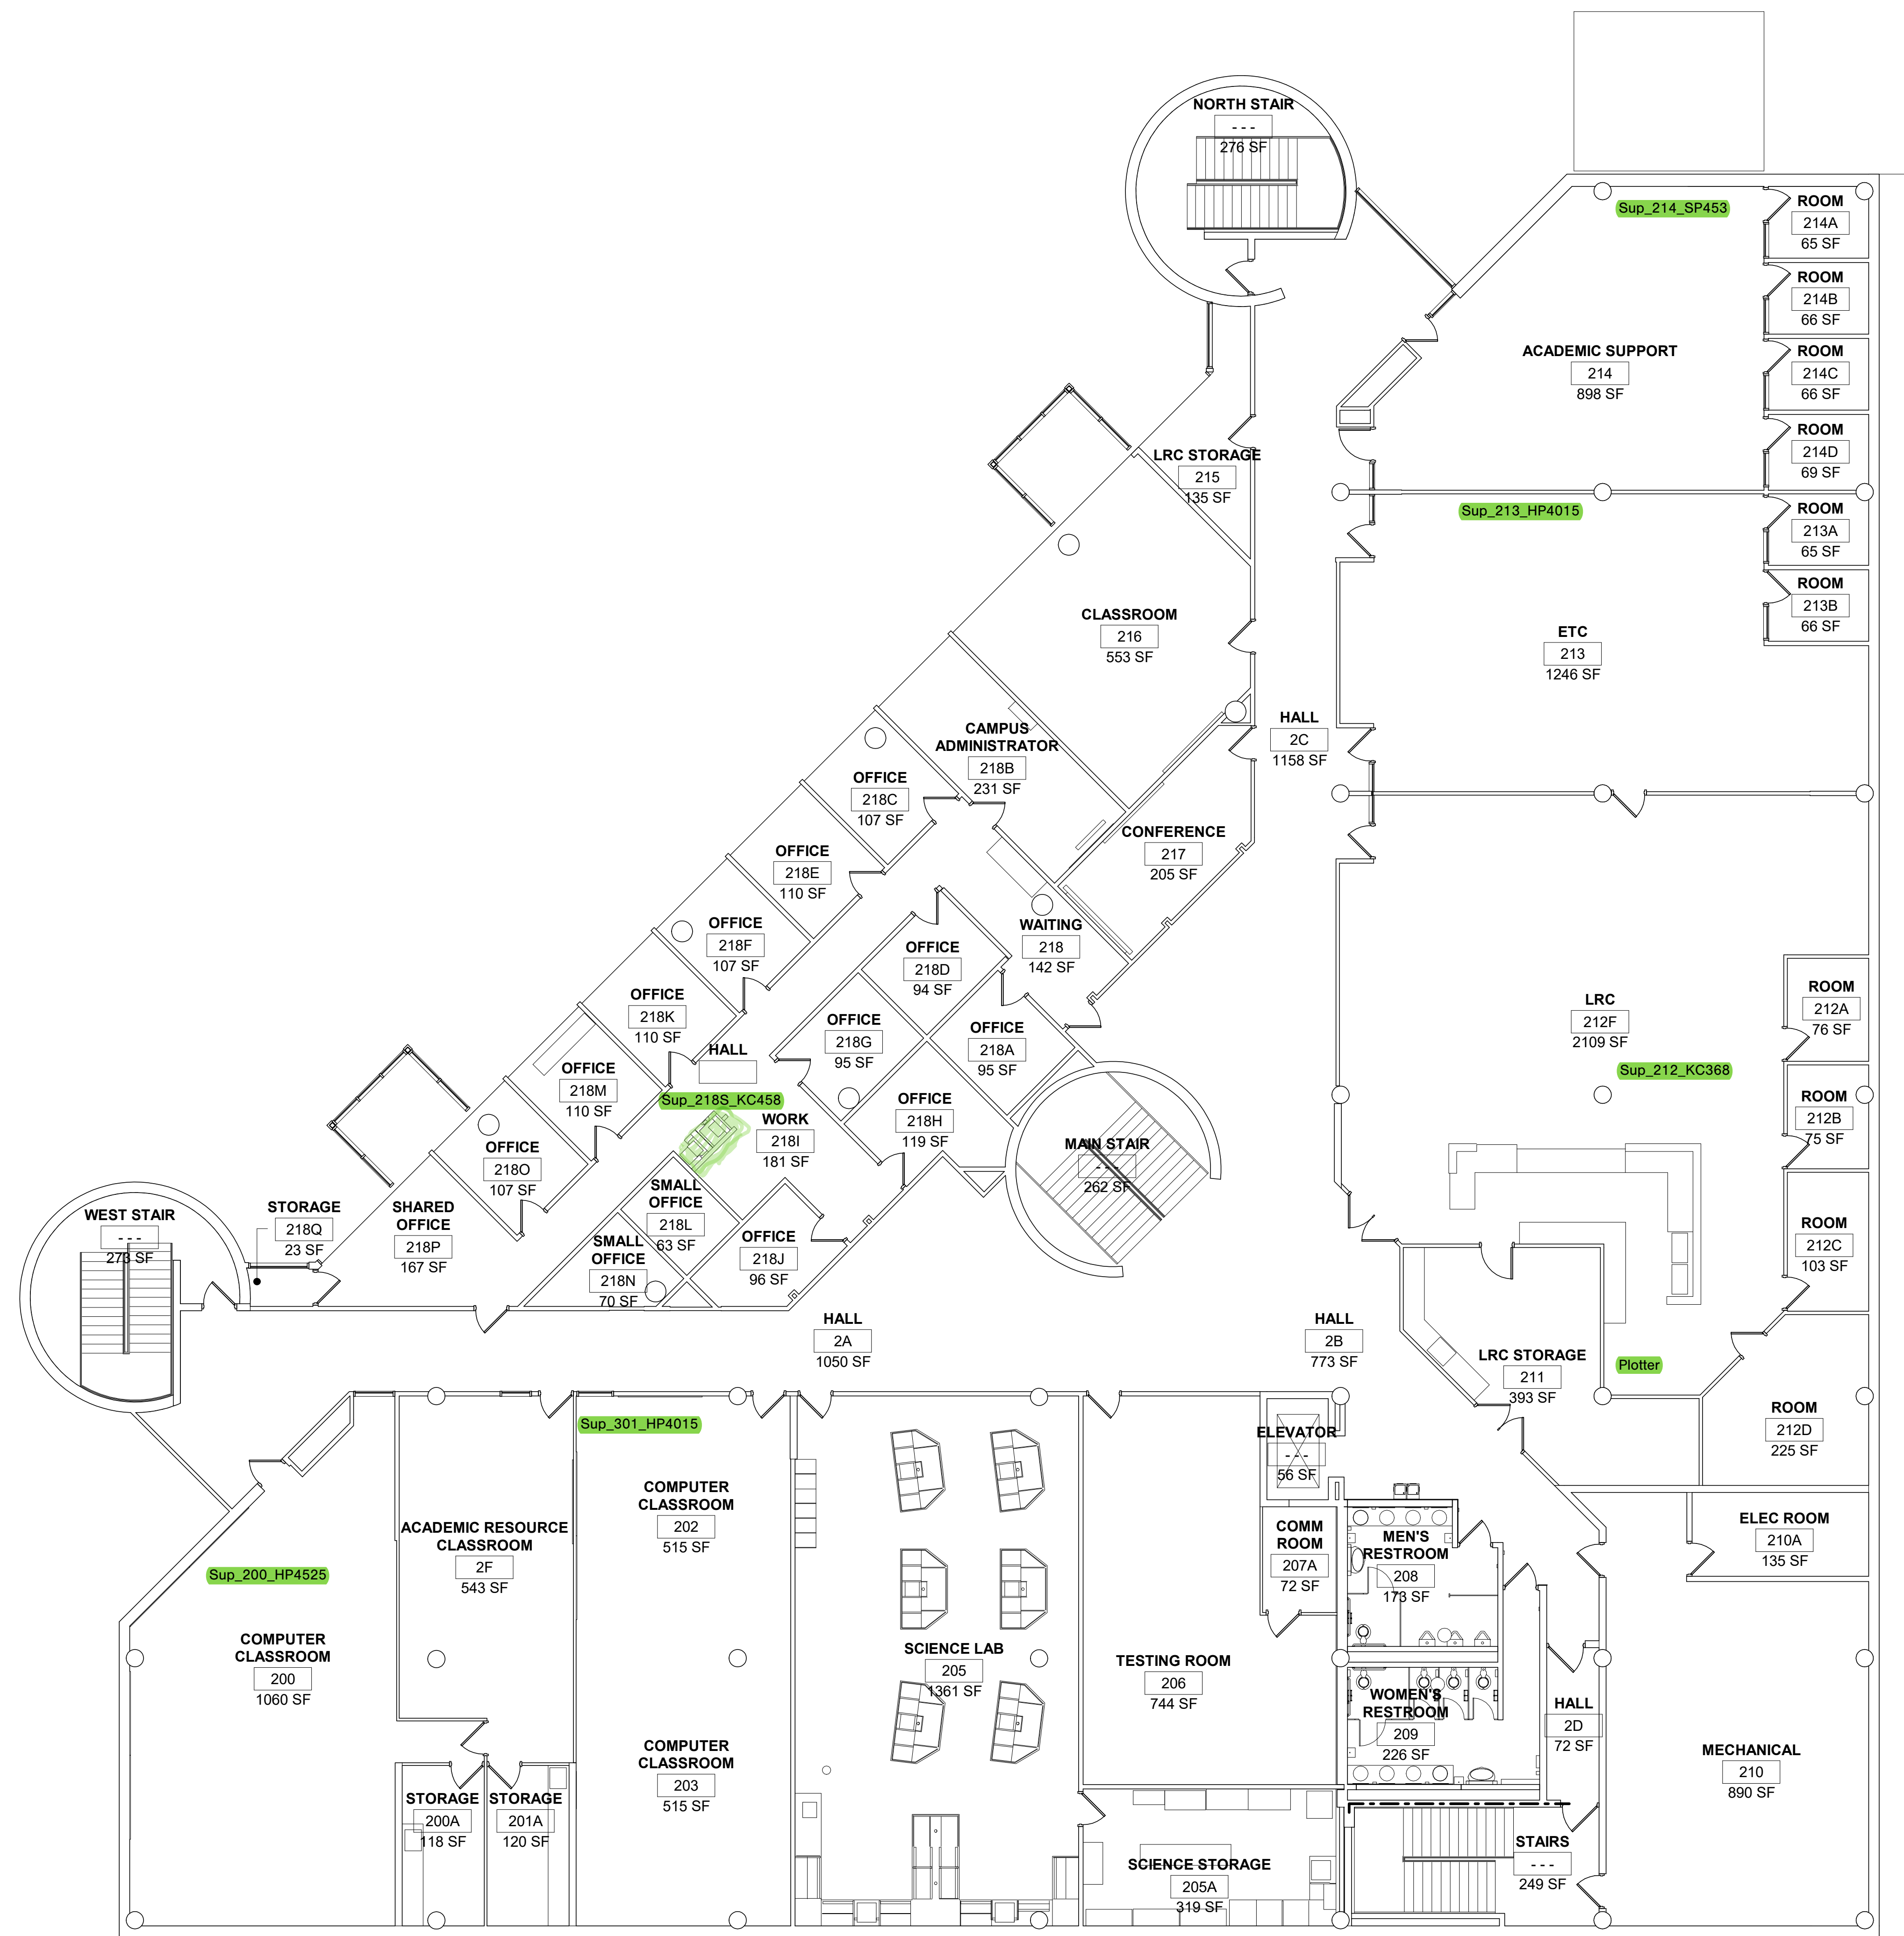 NORTH STAIR
- - -
276 SF
Sup_214_SP453
ROOM
214A
65 SF
ROOM
214B
66 SF
ACADEMIC SUPPORT
214
898 SF
ROOM
214C
66 SF
ROOM
214D
69 SF
LRC STORAGE
215
135 SF
Sup_213_HP4015
ROOM
213A
65 SF
ROOM
213B
66 SF
CLASSROOM
216
553 SF
ETC
213
1246 SF
HALL
2C
1158 SF
CAMPUS
ADMINISTRATOR
218B
231 SF
OFFICE
218C
107 SF
CONFERENCE
217
205 SF
OFFICE
218E
110 SF
OFFICE
218F
107 SF
WAITING
218
142 SF
OFFICE
218D
94 SF
OFFICE
218K
110 SF
OFFICE
218G
95 SF
OFFICE
218A
95 SF
LRC
212F
2109 SF
ROOM
212A
76 SF
HALL
OFFICE
218M
110 SF
Sup_218S_KC458
Sup_212_KC368
WORK
218I
181 SF
OFFICE
218H
119 SF
ROOM
212B
75 SF
OFFICE
218O
107 SF
MAIN STAIR
- - -
262 SF
WEST STAIR
- - -
273 SF
STORAGE
218Q
23 SF
SHARED
OFFICE
218P
167 SF
SMALL
OFFICE
218L
63 SF
SMALL
OFFICE
218N
70 SF
OFFICE
218J
96 SF
ROOM
212C
103 SF
HALL
2A
1050 SF
HALL
2B
773 SF
LRC STORAGE
211
393 SF
Plotter
ROOM
212D
225 SF
Sup_301_HP4015
ELEVATOR
- - -
56 SF
COMPUTER
CLASSROOM
202
515 SF
ACADEMIC RESOURCE
CLASSROOM
2F
543 SF
COMM
ROOM
207A
72 SF
MEN'S
RESTROOM
208
173 SF
ELEC ROOM
210A
135 SF
Sup_200_HP4525
COMPUTER
CLASSROOM
200
1060 SF
SCIENCE LAB
205
1361 SF
TESTING ROOM
206
744 SF
WOMEN'S
RESTROOM
209
226 SF
HALL
2D
72 SF
COMPUTER
CLASSROOM
203
515 SF
MECHANICAL
210
890 SF
STORAGE
200A
118 SF
STORAGE
201A
120 SF
STAIRS
- - -
249 SF
SCIENCE STORAGE
205A
319 SF